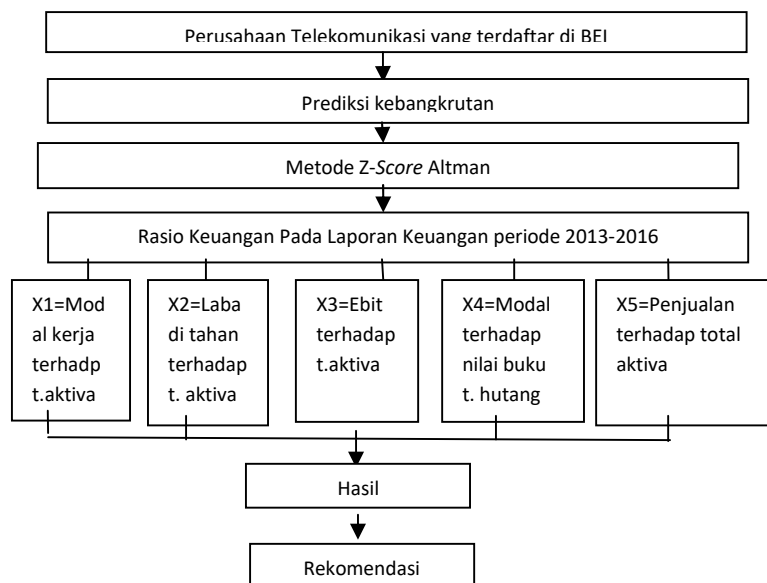 Perusahaan Telekomunikasi yang terdaftar di BEI
Prediksi kebangkrutan
Metode Z-Score Altman
Rasio Keuangan Pada Laporan Keuangan periode 2013-2016
X1=Mod
al kerja
terhadp
t.aktiva
X2=Laba
di tahan
terhadap
t. aktiva
X3=Ebit
terhadap
t.aktiva
X4=Modal
terhadap
nilai buku
t. hutang
X5=Penjualan
terhadap total
aktiva
Hasil
Rekomendasi